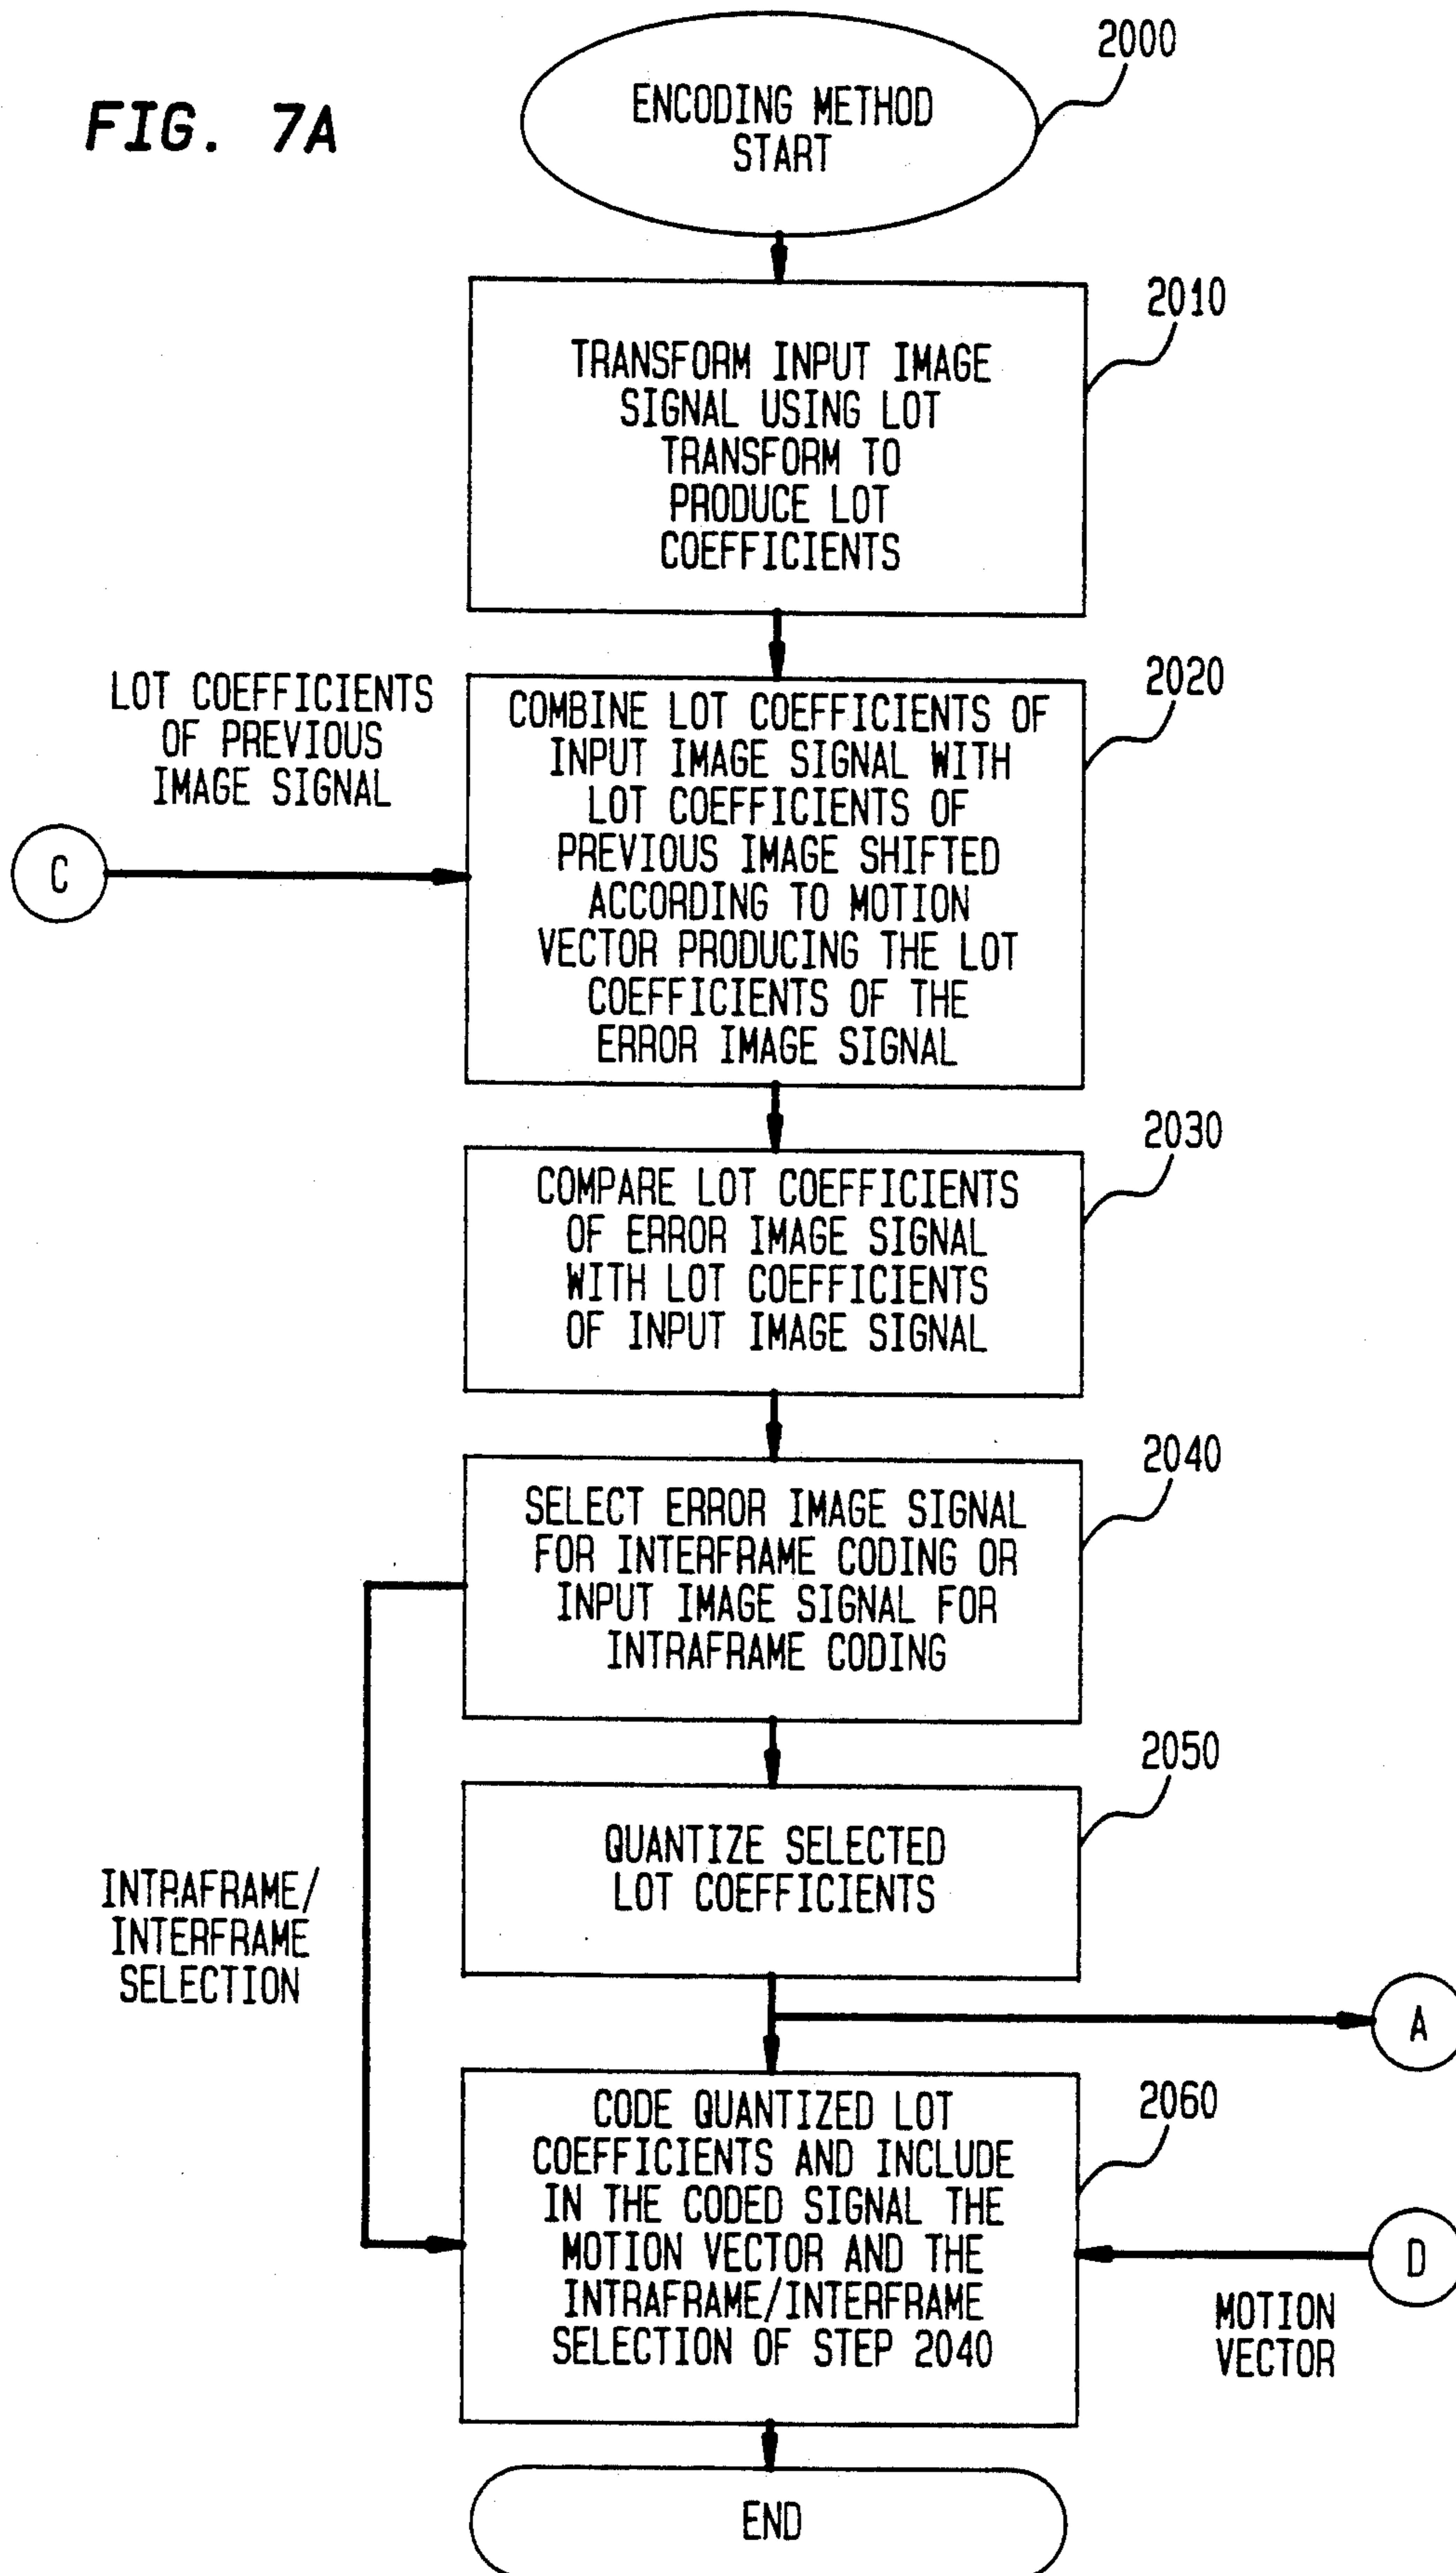 FIG. 7A
2000
ENCODING METHOD
START
2010
TRANSFORM INPUT IMAGE
SIGNAL USING LOT
TRANSFORM TO
PRODUCE LOT
COEFFICIENTS
LOT COEFFICIENTS
OF PREVIOUS
IMAGE SIGNAL
C
2020
COMBINE LOT COEFFICIENTS OF
INPUT IMAGE SIGNAL WITH
LOT COEFFICIENTS OF
PREVIOUS IMAGE SHIFTED
ACCORDING TO MOTION
VECTOR PRODUCING THE LOT
COEFFICIENTS OF THE
ERROR IMAGE SIGNAL
2030
COMPARE LOT COEFFICIENTS
OF ERROR IMAGE SIGNAL
WITH LOT COEFFICIENTS
OF INPUT IMAGE SIGNAL
2040
SELECT ERROR IMAGE SIGNAL
FOR INTERFRAME CODING OR
INPUT IMAGE SIGNAL FOR
INTRAFRAME CODING
2050
QUANTIZE SELECTED
LOT COEFFICIENTS
INTRAFRAME/
INTERFRAME
SELECTION
A
2060
CODE QUANTIZED LOT
COEFFICIENTS AND INCLUDE
IN THE CODED SIGNAL THE
MOTION VECTOR AND THE
INTRAFRAME/INTERFRAME
SELECTION OF STEP 2040
D
MOTION
VECTOR
END